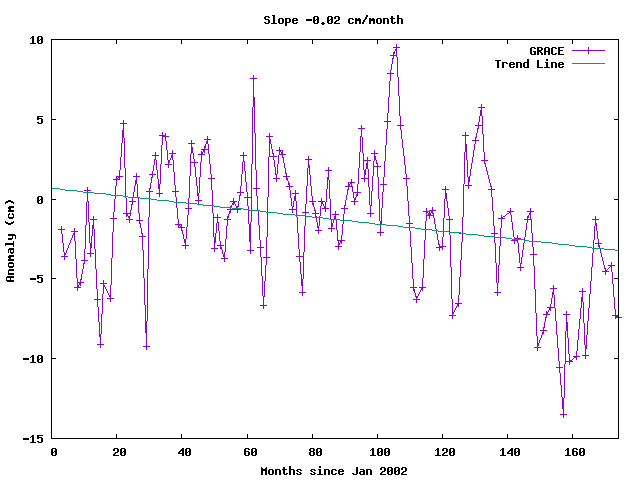 Slope -0.02 cm/month
GRACE
Trend Line
10
5
0
-5
-10
-15
Anomaly (cm)
0 20 40 60 80 100 120 140 160
Months since Jan 2002